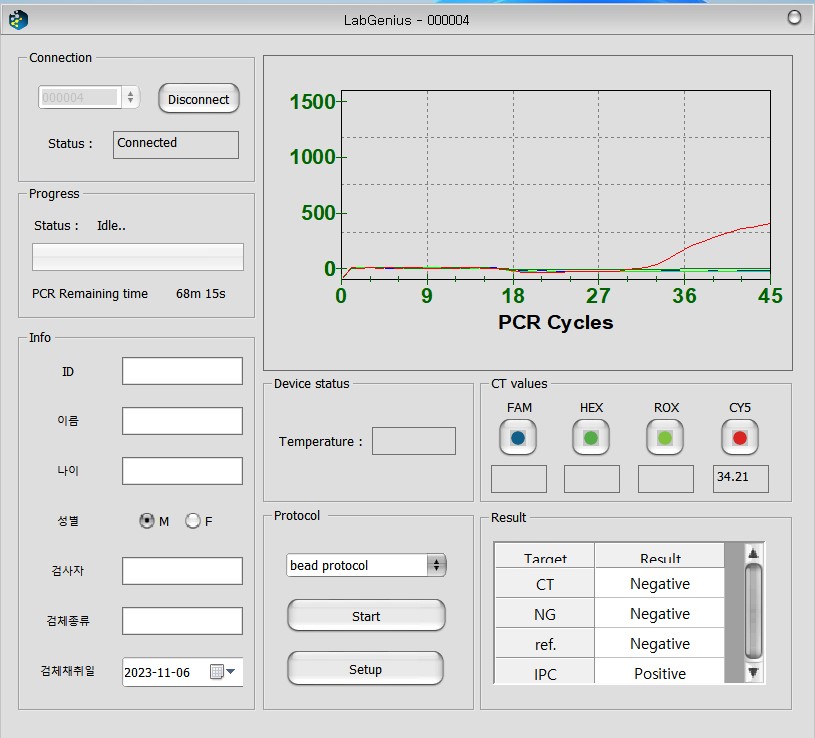 LabGenius - 000004
Connection
000004
Disconnect
Status :
Connected
Progress
Status : Idle..
PCR Remaining time 68m 15s
Info
ID
이름
나이
성별
M
F
검사자
검체종류
검체채취일
2023-11-06
1500
1000
500
0
0 9 18 27 36 45
PCR Cycles
Device status
Temperature :
CT values
FAM HEX ROX CY5
34.21
Protocol
bead protocol
Start
Setup
Result
Target Result
CT Negative
NG Negative
ref. Negative
IPC Positive